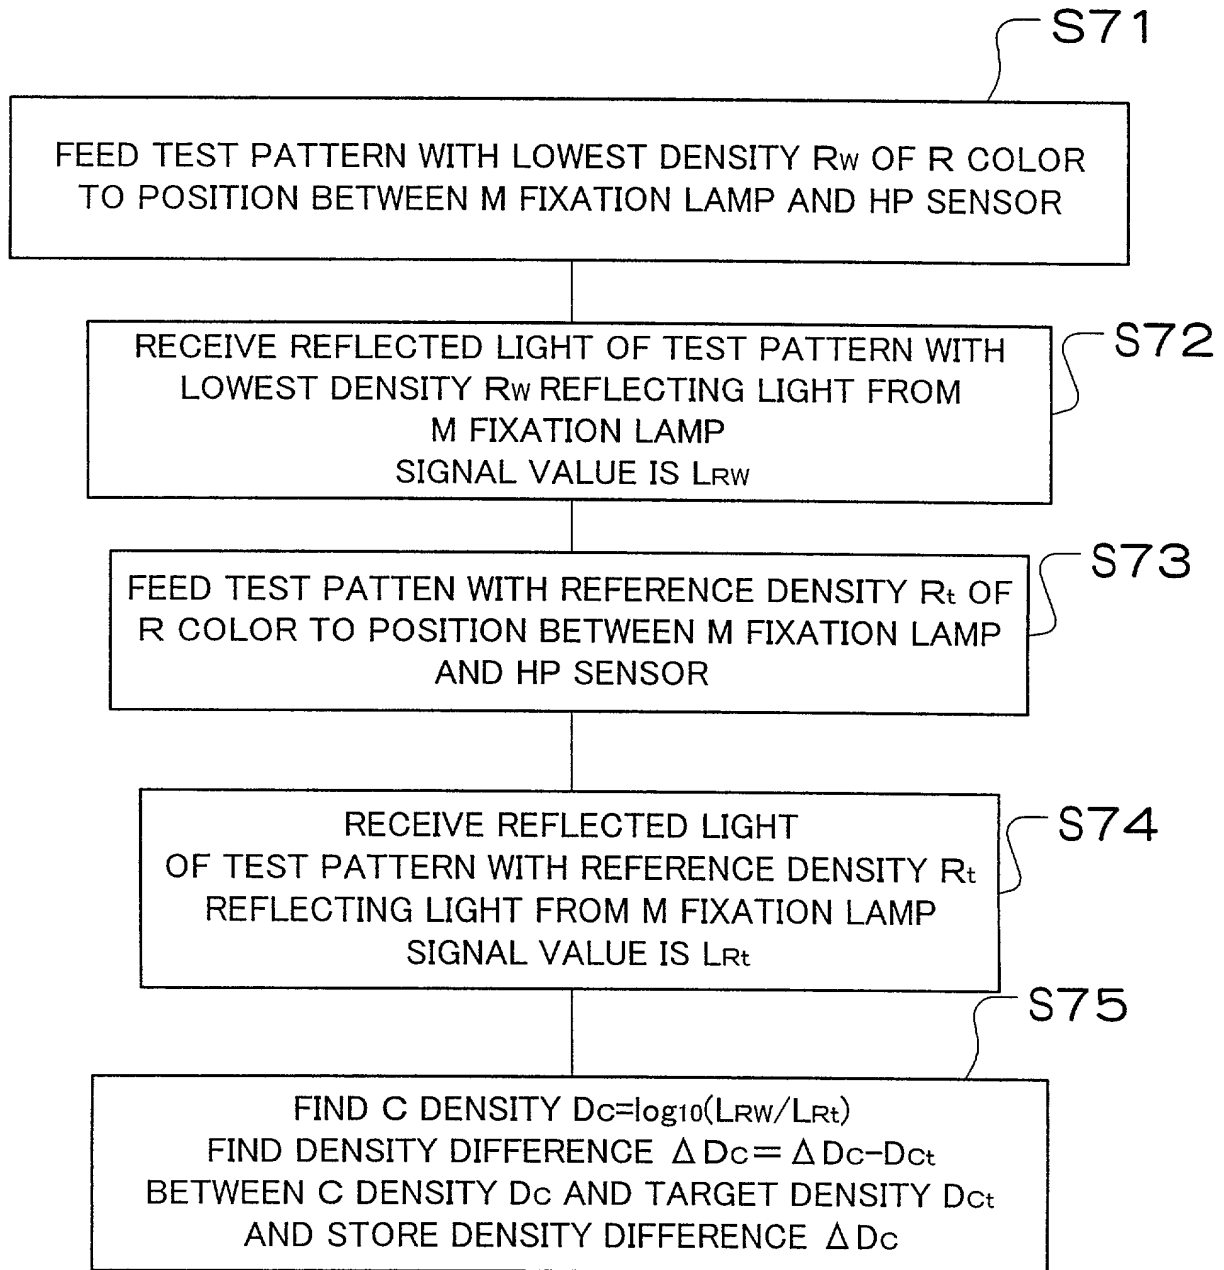 S71
FEED TEST PATTERN WITH LOWEST DENSITY RW OF R COLOR
TO POSITION BETWEEN M FIXATION LAMP AND HP SENSOR
S72
RECEIVE REFLECTED LIGHT OF TEST PATTERN WITH
LOWEST DENSITY RW REFLECTING LIGHT FROM
M FIXATION LAMP
SIGNAL VALUE IS LRW
S73
FEED TEST PATTEN WITH REFERENCE DENSITY Rt OF
R COLOR TO POSITION BETWEEN M FIXATION LAMP
AND HP SENSOR
S74
RECEIVE REFLECTED LIGHT
OF TEST PATTERN WITH REFERENCE DENSITY Rt
REFLECTING LIGHT FROM M FIXATION LAMP
SIGNAL VALUE IS LRt
S75
FIND C DENSITY DC=log10(LRW/LRt)
FIND DENSITY DIFFERENCE ΔDC=ΔDC-DCt
BETWEEN C DENSITY DC AND TARGET DENSITY DCt
AND STORE DENSITY DIFFERENCE ΔDC